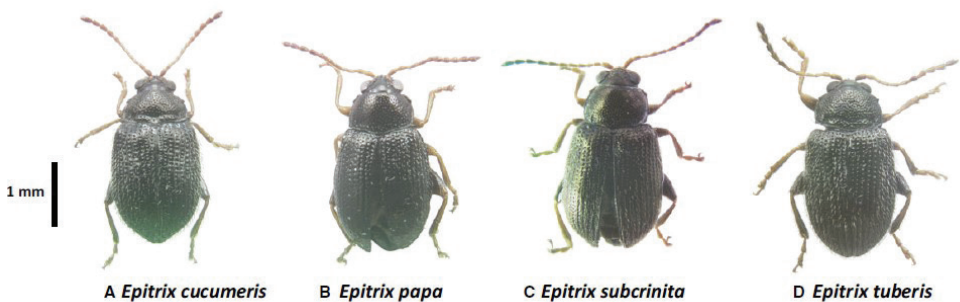 1 mm
A Epitrix cucumeris
B Epitrix papa
C Epitrix subcrinita
D Epitrix tuberis